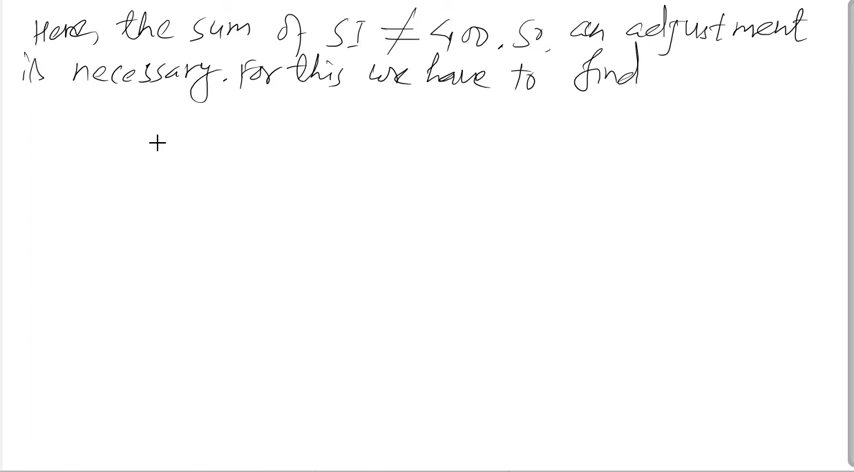 Here, the sum of SI ≠ 400. So, an adjustment
is necessary. For this we have to find